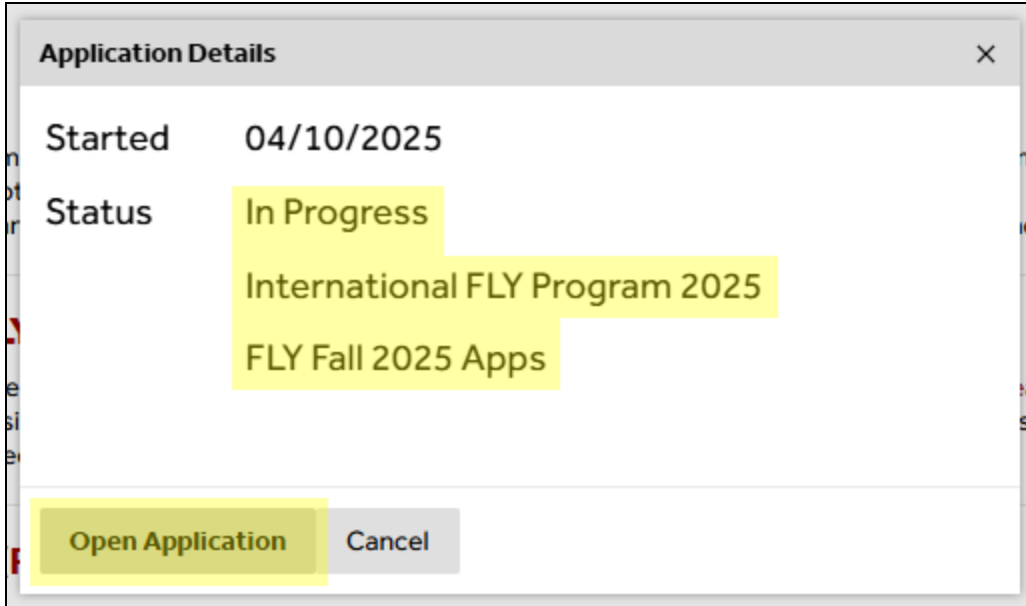 Application Details ×
Started 04/10/2025
Status In Progress
International FLY Program 2025
FLY Fall 2025 Apps
Open Application Cancel